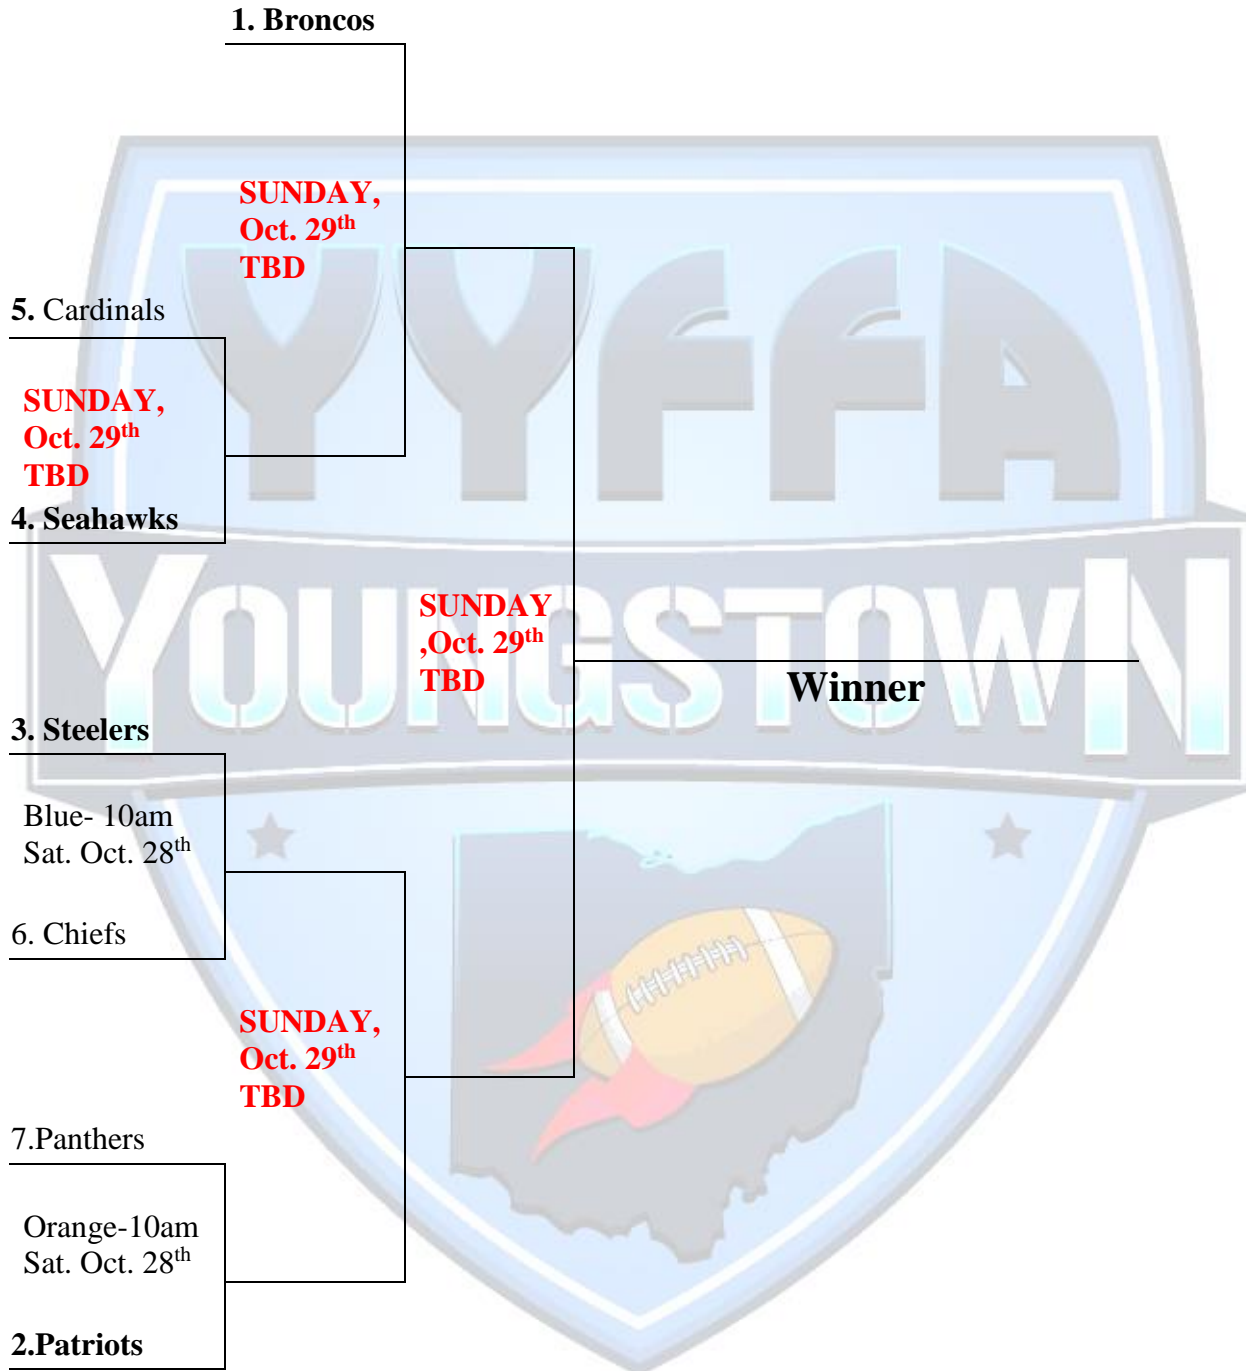 1. Broncos
SUNDAY,
Oct. 29th
TBD
5. Cardinals
SUNDAY,
Oct. 29th
TBD
4. Seahawks
YYFFA
YOUNGSTOWN
SUNDAY
,Oct. 29th
TBD
Winner
3. Steelers
Blue- 10am
Sat. Oct. 28th
6. Chiefs
SUNDAY,
Oct. 29th
TBD
7.Panthers
Orange-10am
Sat. Oct. 28th
2.Patriots